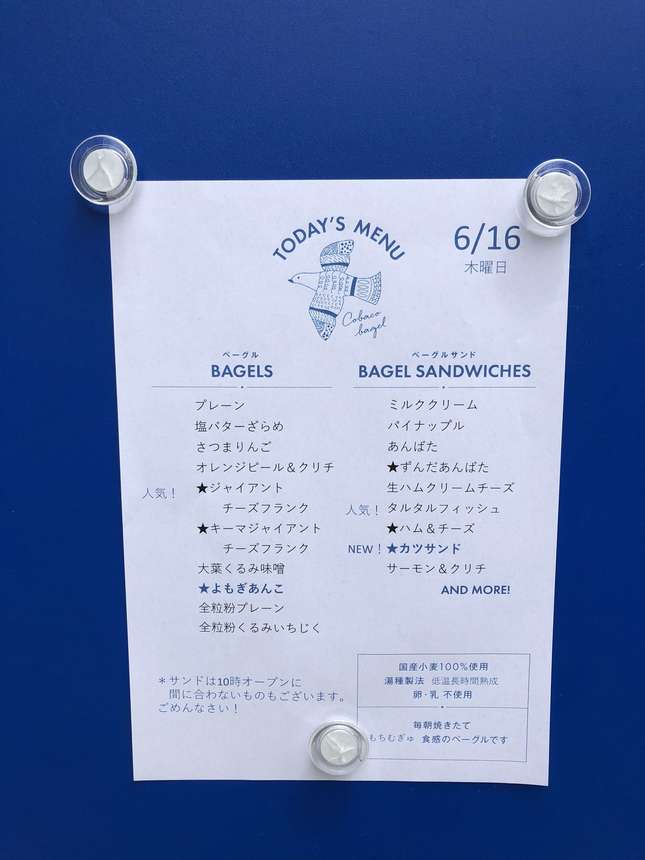 TODAY'S MENU
6/16
木曜日
Cobaco
bagel
ベーグル
BAGELS
プレーン
塩バターざらめ
さつまりんご
オレンジピール＆クリチ
人気！ ★ジャイアント
チーズフランク
★キーマジャイアント
チーズフランク
大葉くるみ味噌
★よもぎあんこ
全粒粉プレーン
全粒粉くるみいちじく
ベーグルサンド
BAGEL SANDWICHES
ミルククリーム
パイナップル
あんばた
★ずんだあんばた
生ハムクリームチーズ
人気！ タルタルフィッシュ
★ハム＆チーズ
NEW！ ★カツサンド
サーモン＆クリチ
AND MORE!
＊サンドは10時オープンに
間に合わないものもございます。
ごめんなさい！
国産小麦100％使用
湯種製法 低温長時間熟成
卵・乳 不使用
毎朝焼きたて
もちむぎゅ 食感のベーグルです